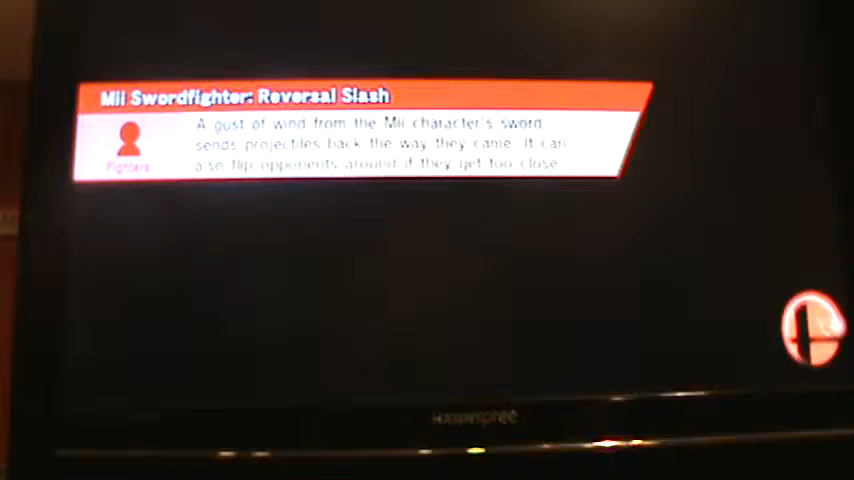 Mii Swordfighter: Reversal Slash
A gust of wind from the Mii character's sword
sends projectiles back the way they came. It can
also flip opponents around if they get too close.
Fighters
HANNspree